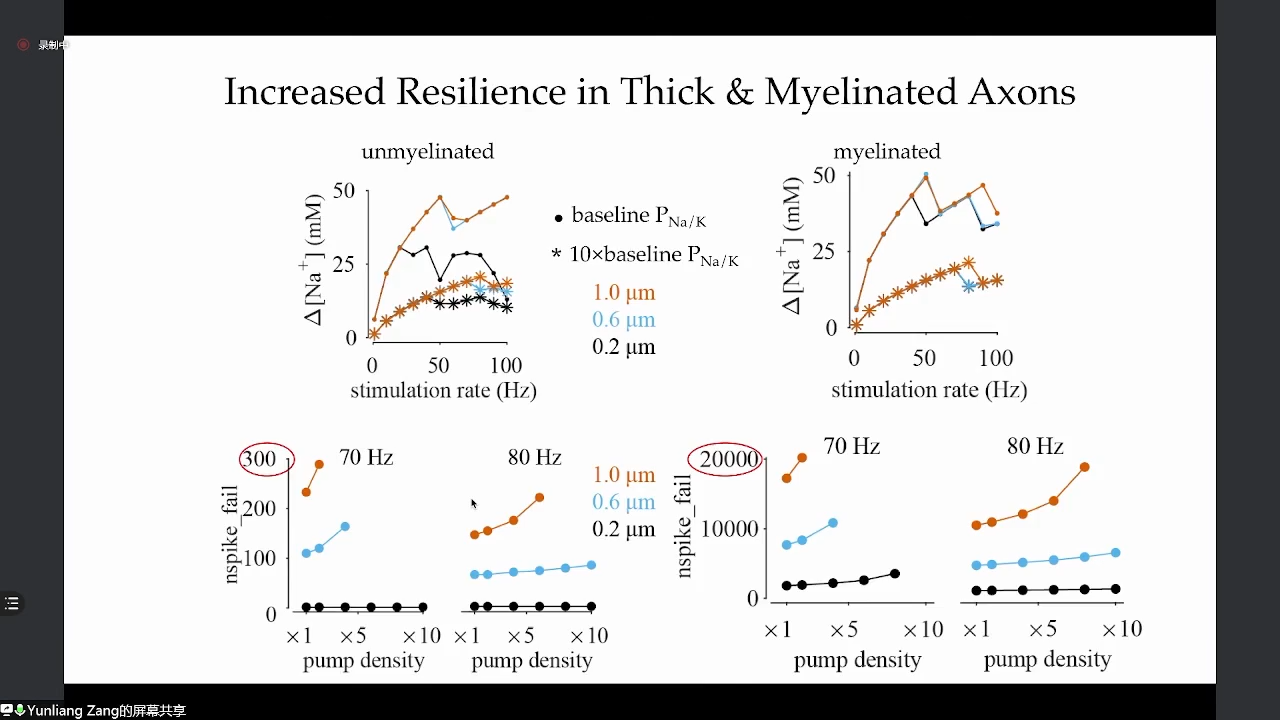 录制中
Increased Resilience in Thick & Myelinated Axons
unmyelinated
50
25
0
Δ[Na⁺] (mM)
0 50 100
stimulation rate (Hz)
• baseline P_Na/K
* 10×baseline P_Na/K
1.0 μm
0.6 μm
0.2 μm
myelinated
50
25
0
Δ[Na⁺] (mM)
0 50 100
stimulation rate (Hz)
300
200
100
0
nspike_fail
70 Hz
×1 ×5 ×10
pump density
80 Hz
×1 ×5 ×10
pump density
1.0 μm
0.6 μm
0.2 μm
20000
10000
0
nspike_fail
70 Hz
×1 ×5 ×10
pump density
80 Hz
×1 ×5 ×10
pump density
Yunliang Zang的屏幕共享